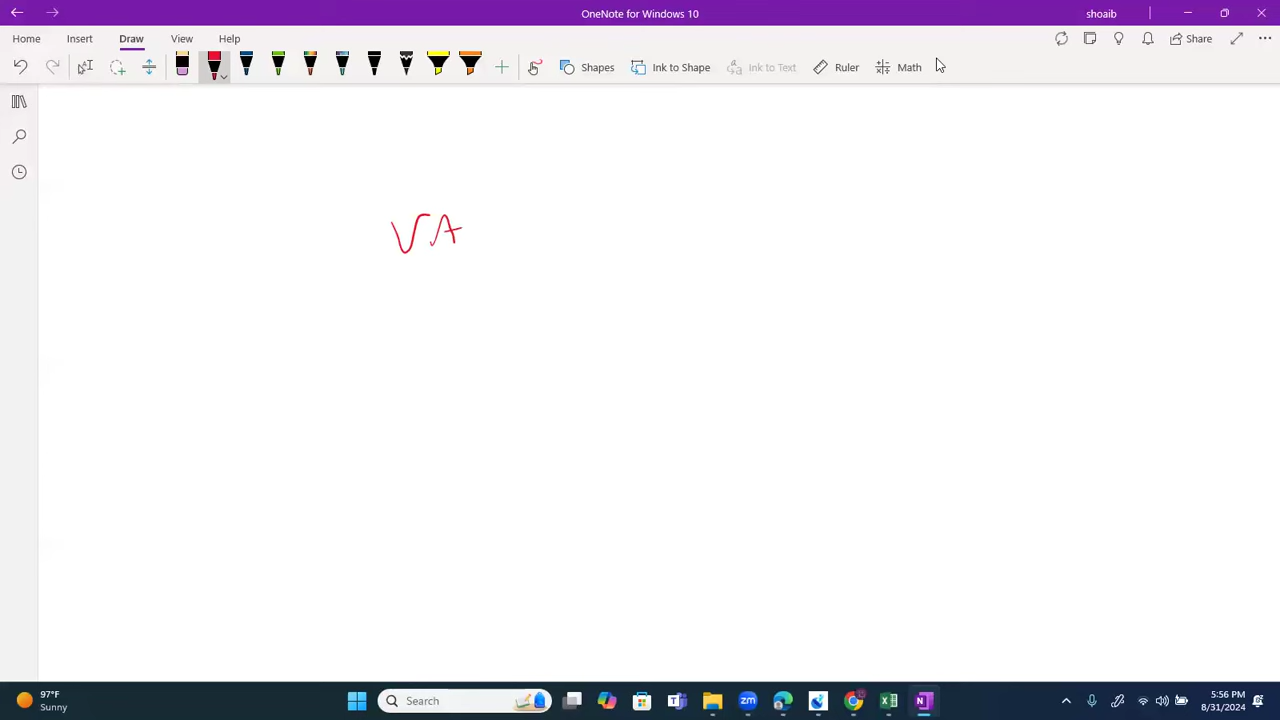 OneNote for Windows 10
shoaib
Home Insert Draw View Help
Share
Shapes Ink to Shape Ink to Text Ruler Math
VA
97°F
Sunny
Search
5:56 PM
8/31/2024